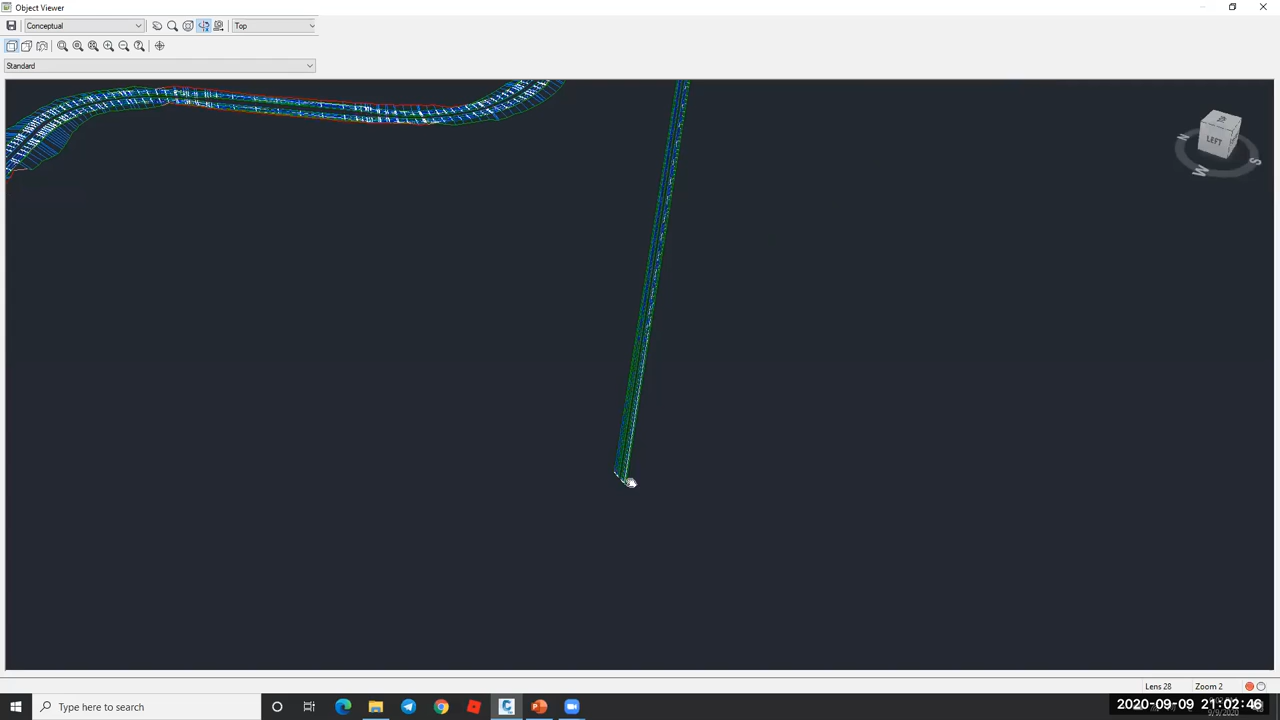 Object Viewer
Conceptual
Top
Standard
LEFT
N
S
W
Lens 28
Zoom 2
Type here to search
2020-09-09 21:02:46